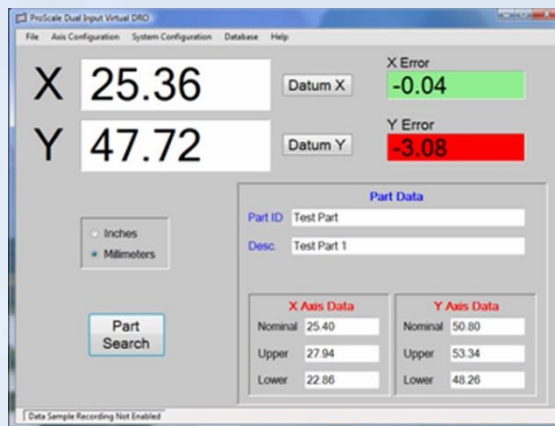 ProScale Dual Input Virtual DRO
File Axis Configuration System Configuration Database Help
X 25.36 Datum X
X Error
-0.04
Y 47.72 Datum Y
Y Error
-3.08
Inches
Millimeters
Part Search
Part Data
Part ID Test Part
Desc. Test Part 1
X Axis Data
Nominal 25.40
Upper 27.94
Lower 22.86
Y Axis Data
Nominal 50.80
Upper 53.34
Lower 48.26
Data Sample Recording Not Enabled